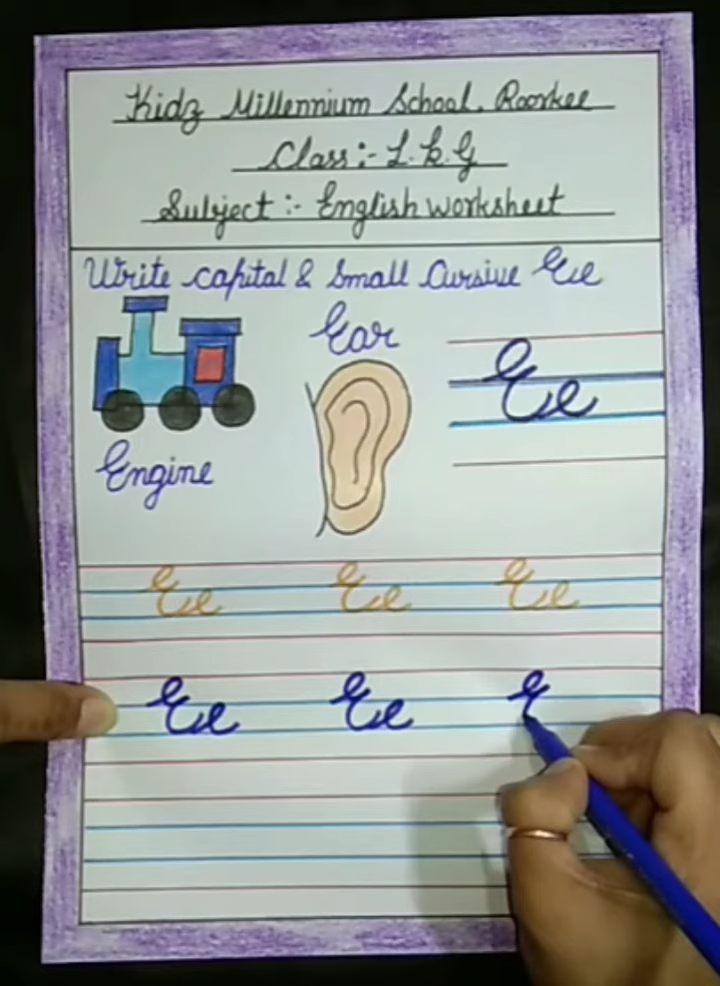 Kidz Millennium School, Roorkee
Class:- L.K.G
Subject:- English worksheet
Write capital & small cursive Ee
Ear
Ee
Engine
Ee Ee Ee
Ee Ee E